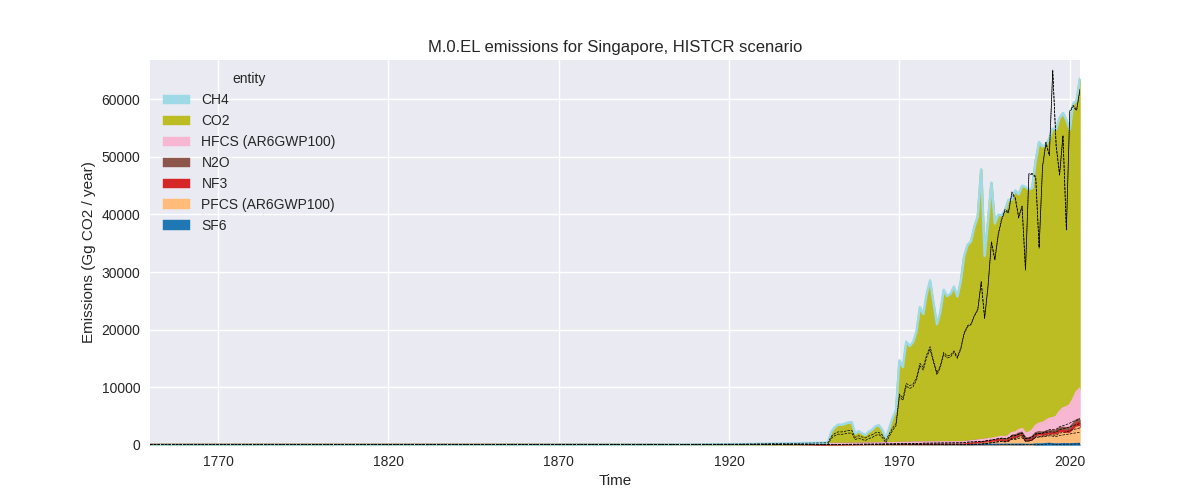 M.0.EL emissions for Singapore, HISTCR scenario
Emissions (Gg CO2 / year)
60000
50000
40000
30000
20000
10000
0
entity
CH4
CO2
HFCS (AR6GWP100)
N2O
NF3
PFCS (AR6GWP100)
SF6
1770 1820 1870 1920 1970 2020
Time